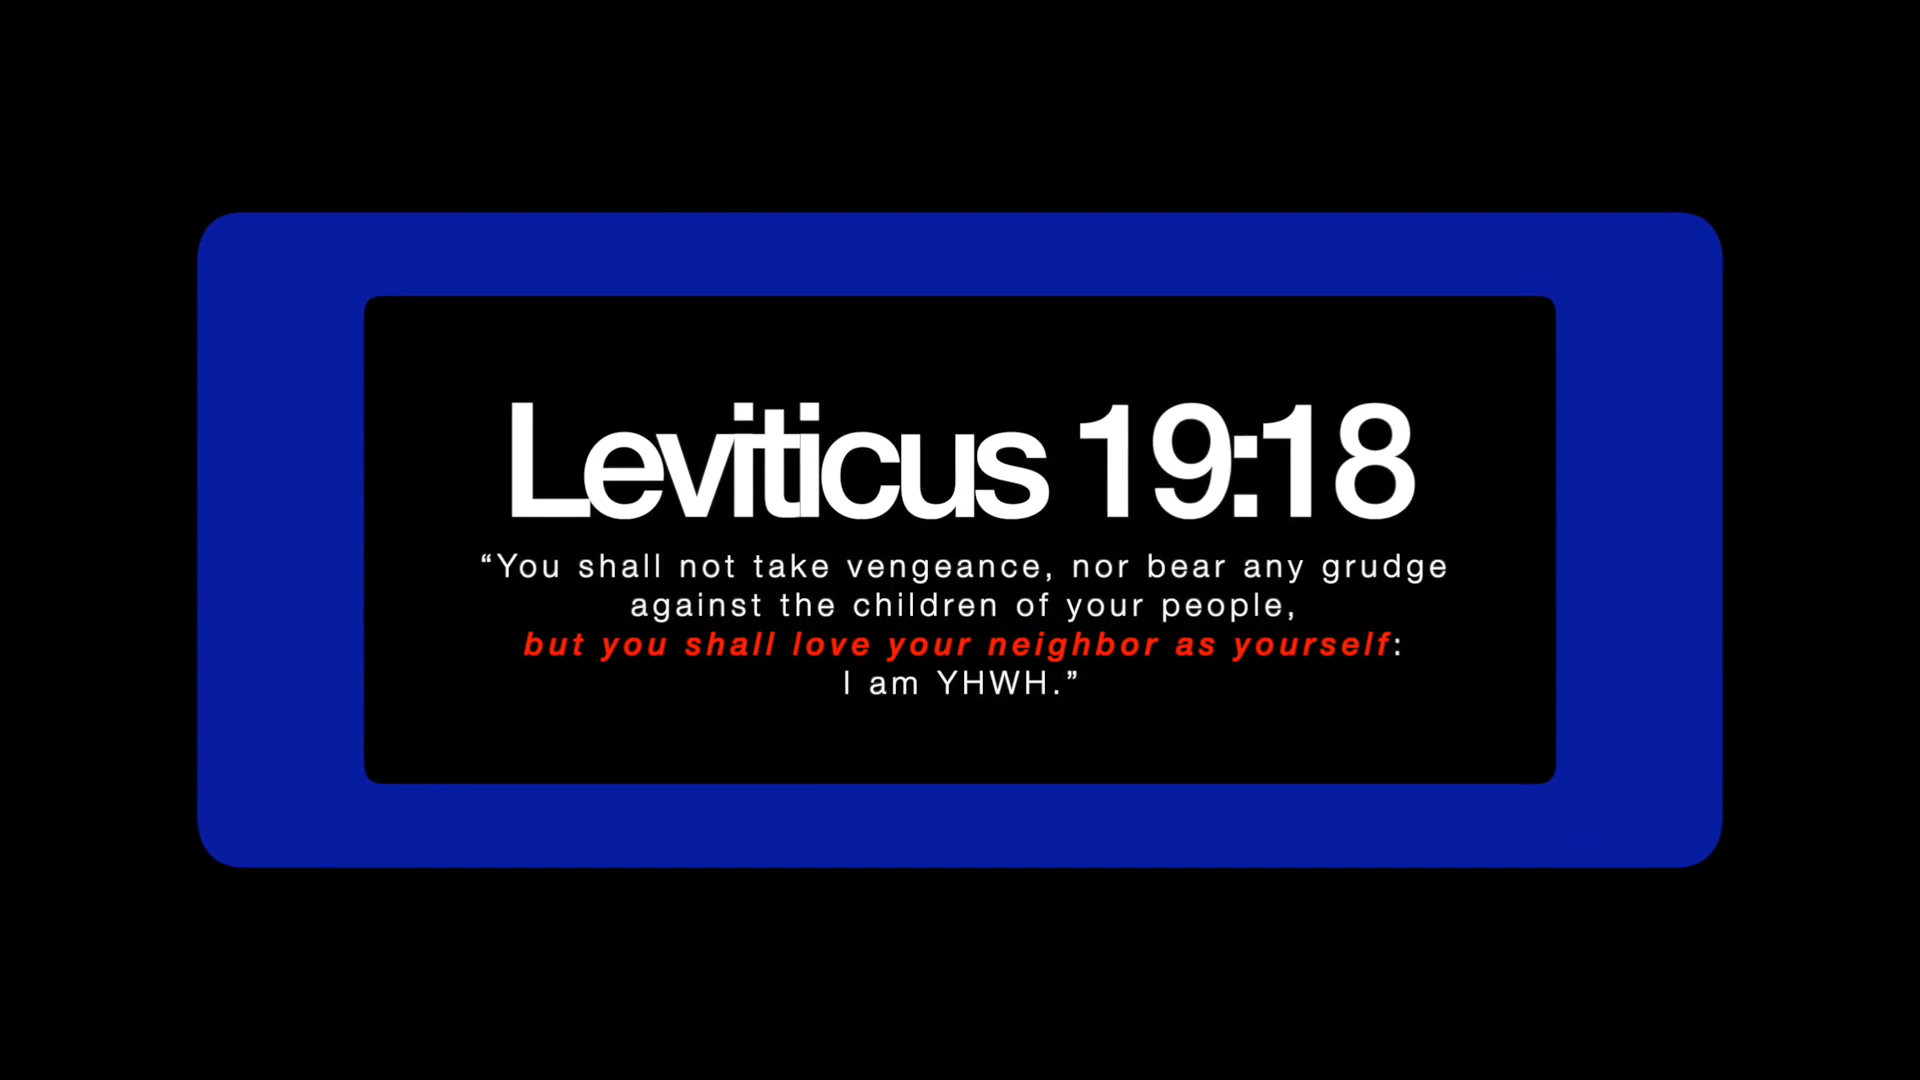 Leviticus 19:18
“You shall not take vengeance, nor bear any grudge
against the children of your people,
but you shall love your neighbor as yourself:
I am YHWH.”